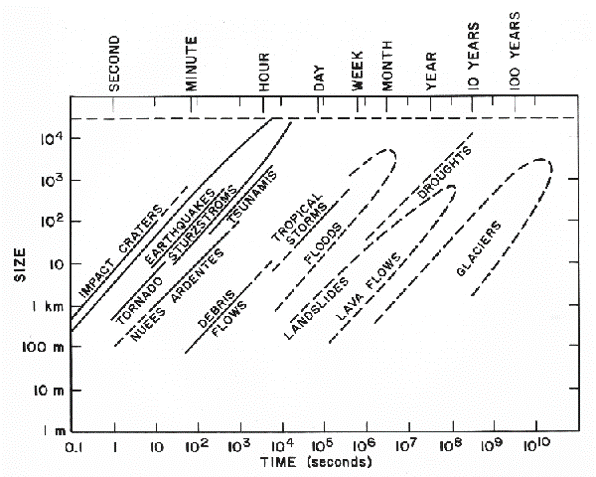 SECOND
MINUTE
HOUR
DAY
WEEK
MONTH
YEAR
10 YEARS
100 YEARS
SIZE
10⁴
10³
10²
10
1 km
100 m
10 m
1 m
IMPACT CRATERS
EARTHQUAKES
TORNADO
STURZSTROMS
TSUNAMIS
NUEES ARDENTES
DEBRIS
FLOWS
TROPICAL
STORMS
FLOODS
DROUGHTS
LANDSLIDES
LAVA FLOWS
GLACIERS
0.1
1
10
10²
10³
10⁴
10⁵
10⁶
10⁷
10⁸
10⁹
10¹⁰
TIME (seconds)